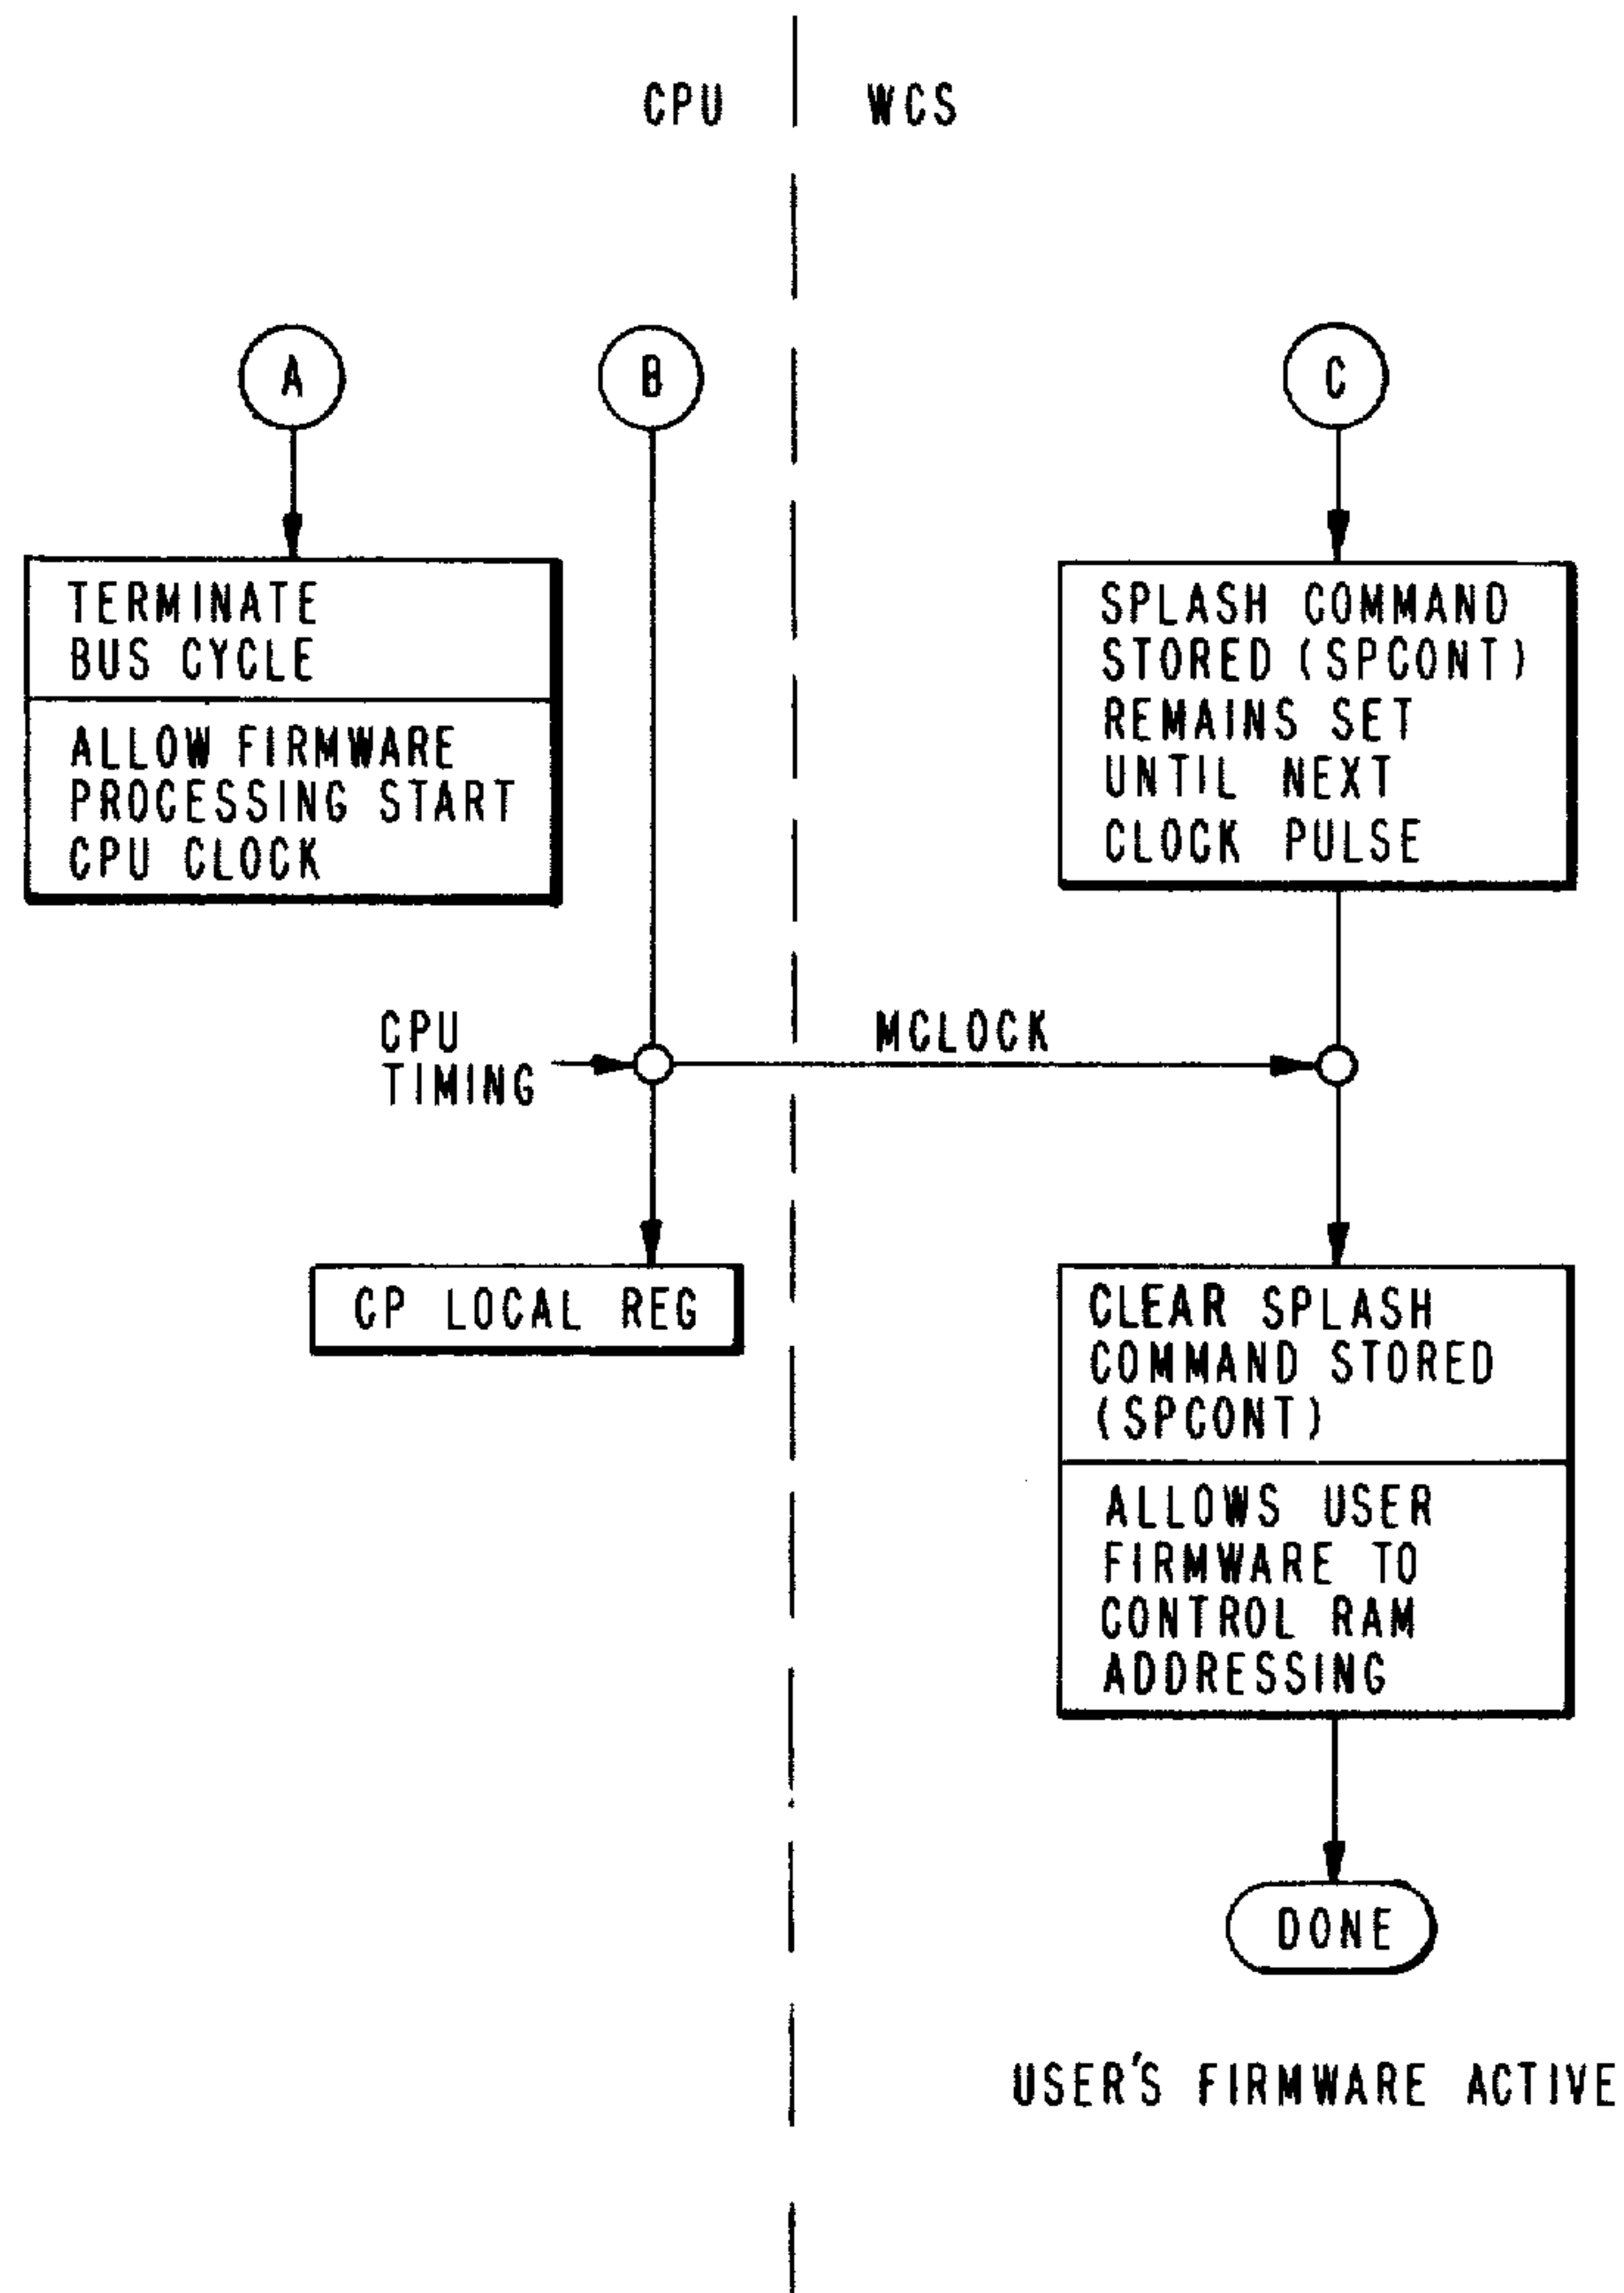 CPU
WCS
A
B
C
TERMINATE
BUS CYCLE
ALLOW FIRMWARE
PROCESSING START
CPU CLOCK
SPLASH COMMAND
STORED (SPCONT)
REMAINS SET
UNTIL NEXT
CLOCK PULSE
CPU
TIMING
MCLOCK
CP LOCAL REG
CLEAR SPLASH
COMMAND STORED
(SPCONT)
ALLOWS USER
FIRMWARE TO
CONTROL RAM
ADDRESSING
DONE
USER'S FIRMWARE ACTIVE